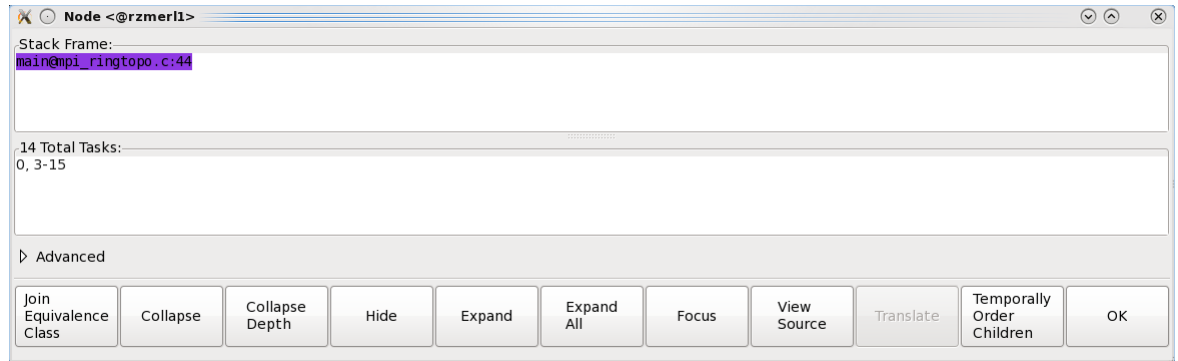 Node <@rzmerl1>
Stack Frame:
main@mpi_ringtopo.c:44
14 Total Tasks:
0, 3-15
Advanced
Join
Equivalence
Class
Collapse
Collapse
Depth
Hide
Expand
Expand
All
Focus
View
Source
Translate
Temporally
Order
Children
OK